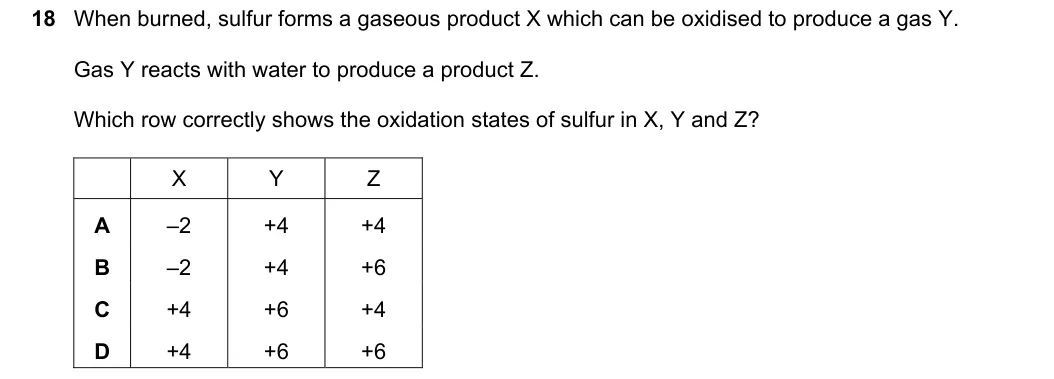 18 When burned, sulfur forms a gaseous product X which can be oxidised to produce a gas Y.
Gas Y reacts with water to produce a product Z.
Which row correctly shows the oxidation states of sulfur in X, Y and Z?
X Y Z
A –2 +4 +4
B –2 +4 +6
C +4 +6 +4
D +4 +6 +6